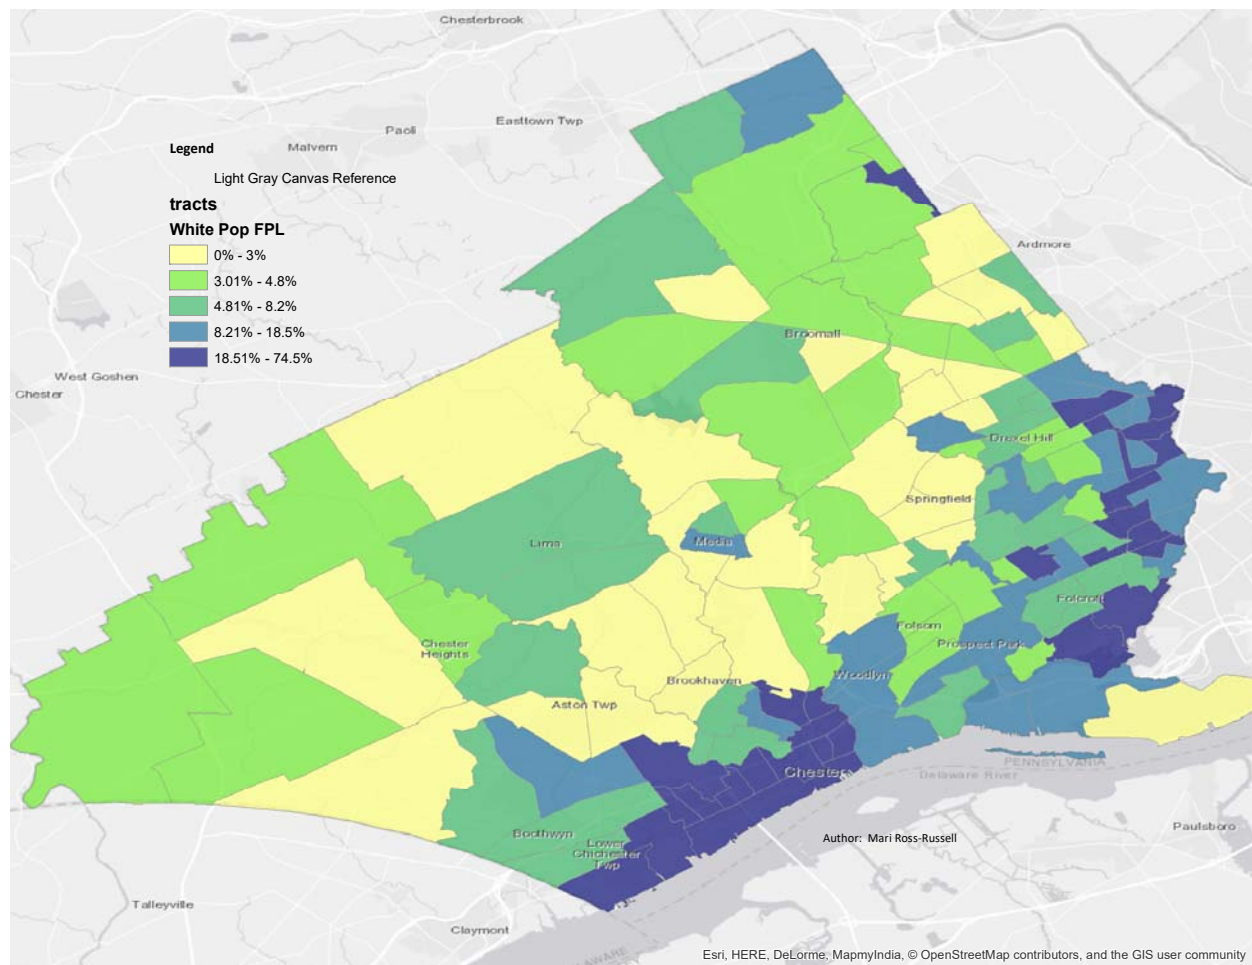 Chesterbrook
Easttown Twp
Paoli
Malvern
Legend
Light Gray Canvas Reference
tracts
White Pop FPL
0% - 3%
3.01% - 4.8%
4.81% - 8.2%
8.21% - 18.5%
18.51% - 74.5%
Ardmore
Broomall
West Goshen
Chester
Drexel Hill
Springfield
Lima
Media
Folcroft
Folsom
Chester
Heights
Prospect Park
Woodlyn
Brookhaven
Aston Twp
PENNSYLVANIA
Chester
Delaware River
Boothwyn
Lower
Chichester
Twp
Author: Mari Ross-Russell
Paulsboro
Talleyville
Claymont
DELAWARE
Esri, HERE, DeLorme, MapmyIndia, © OpenStreetMap contributors, and the GIS user community